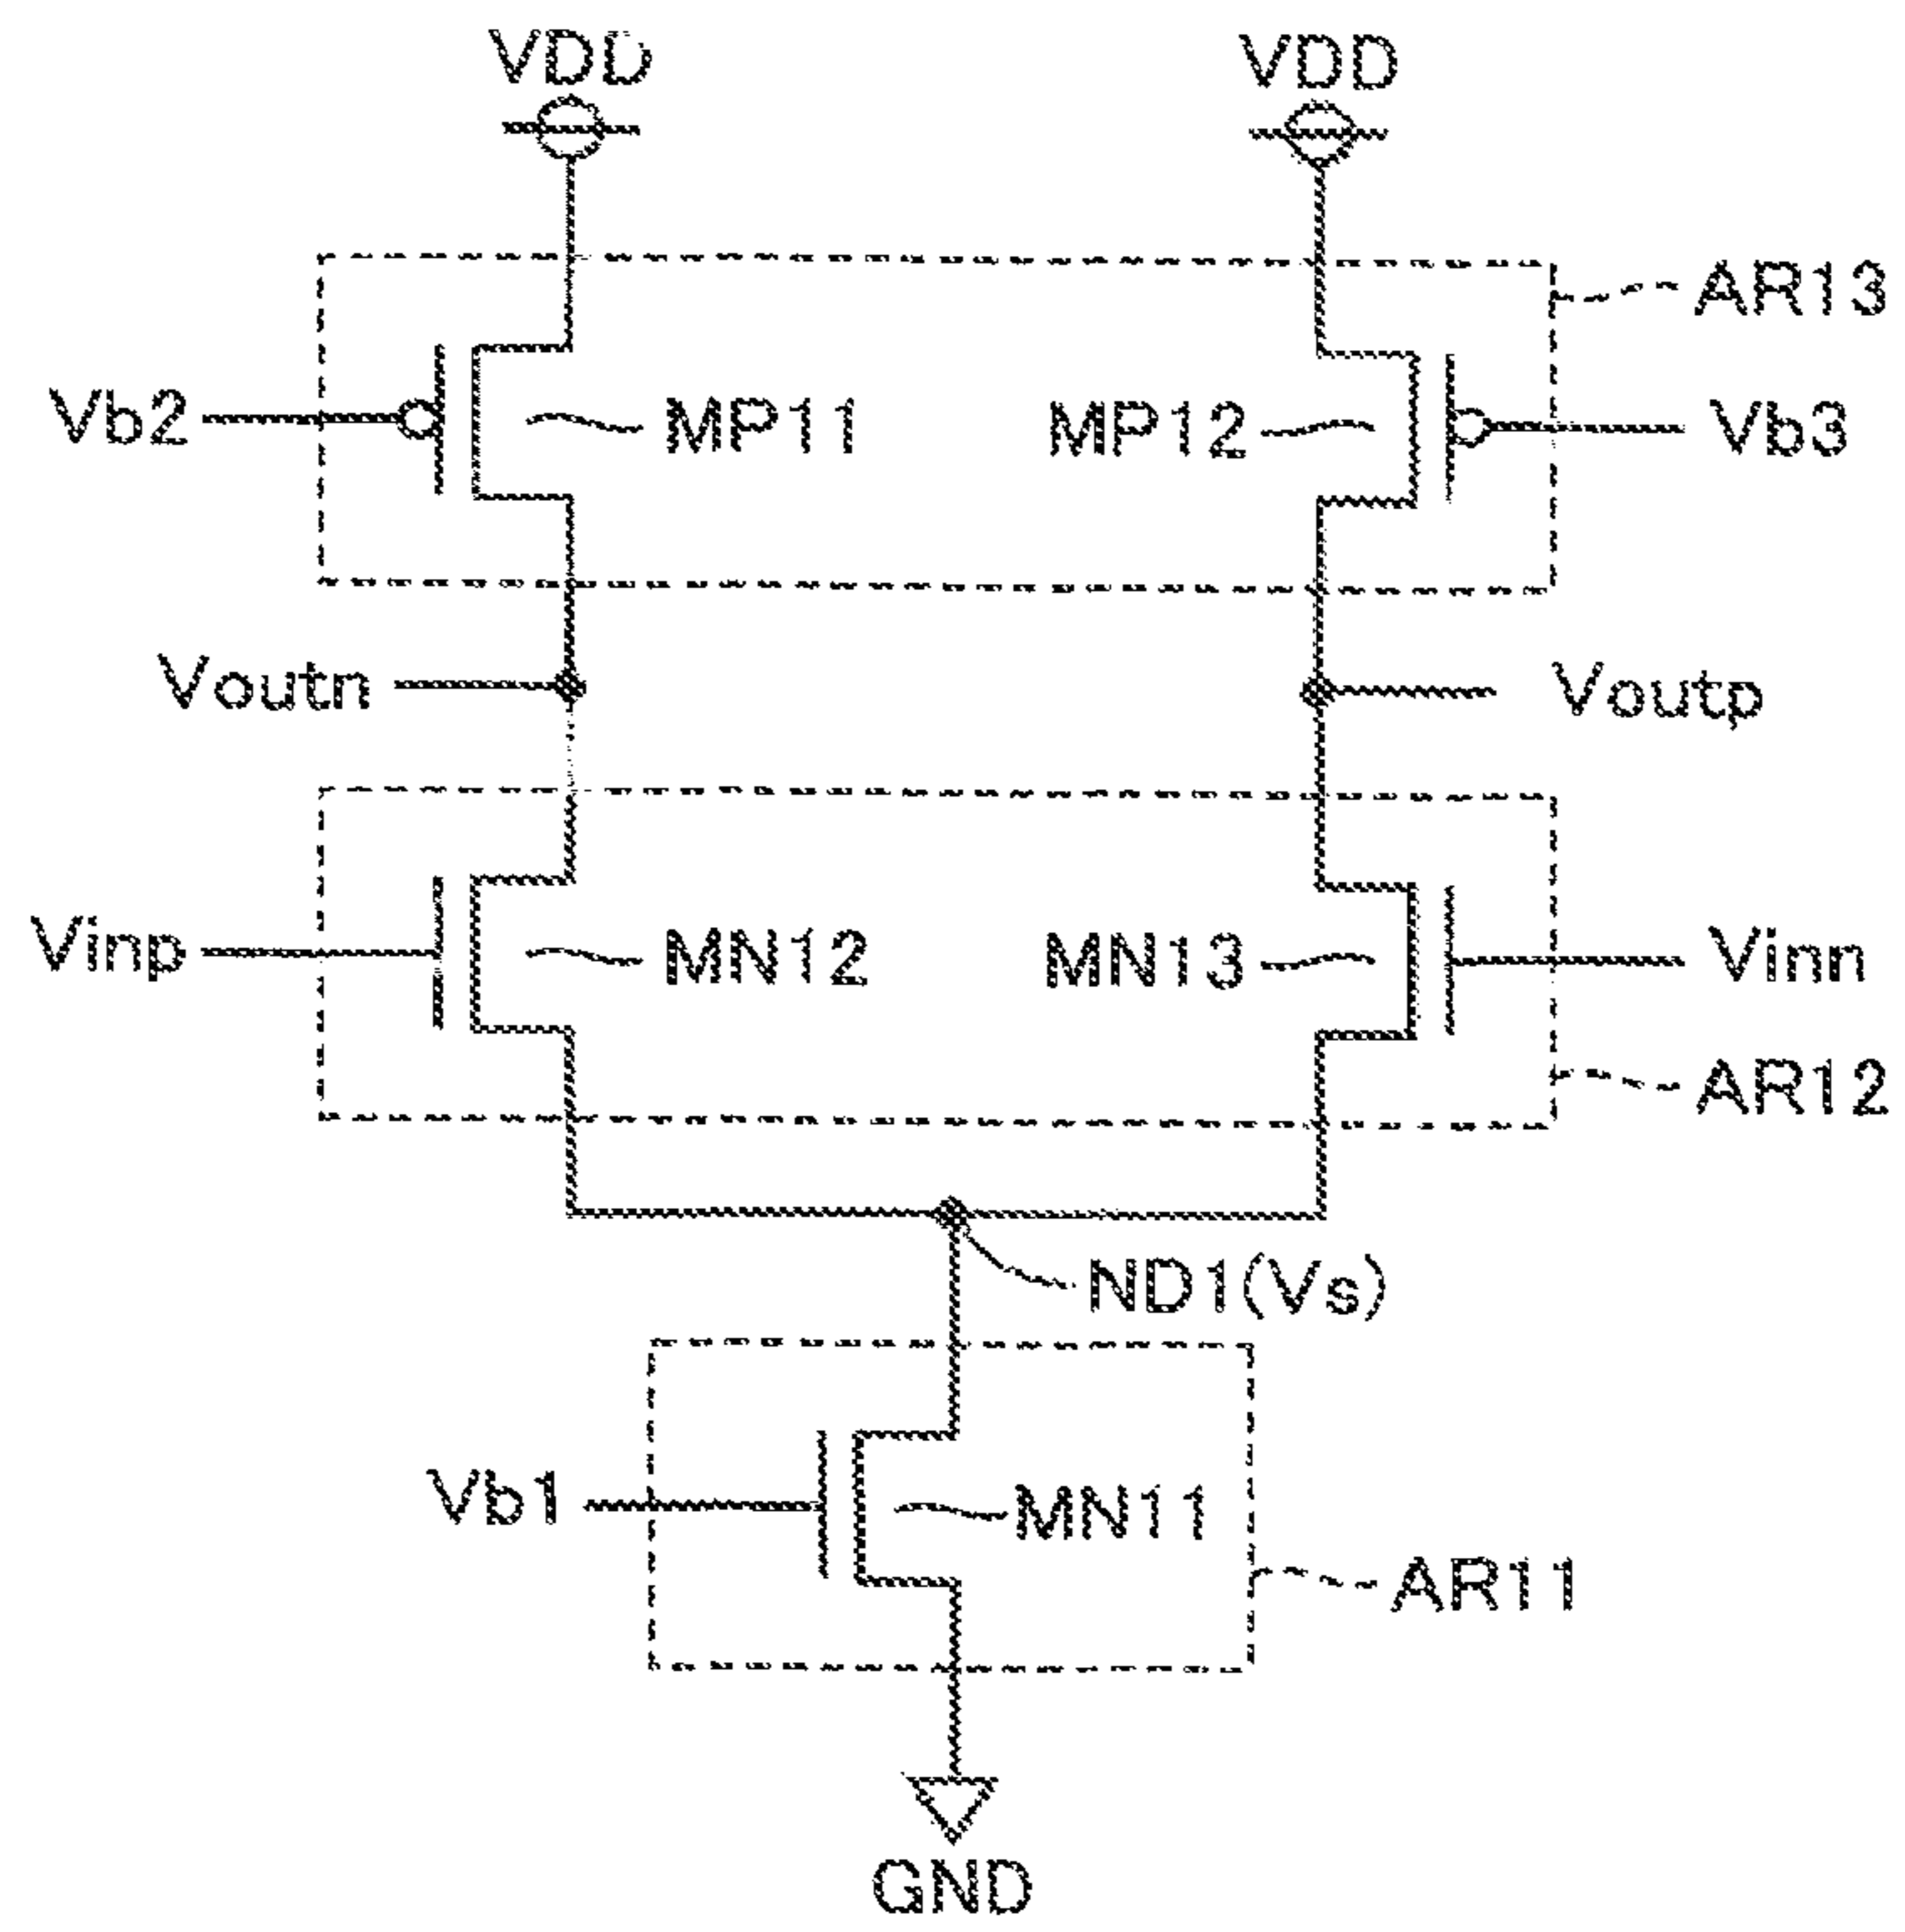 VDD VDD
AR13
Vb2 MP11 MP12 Vb3
Voutn Voutp
Vinp MN12 MN13 Vinn
AR12
ND1(Vs)
Vb1 MN11
AR11
GND